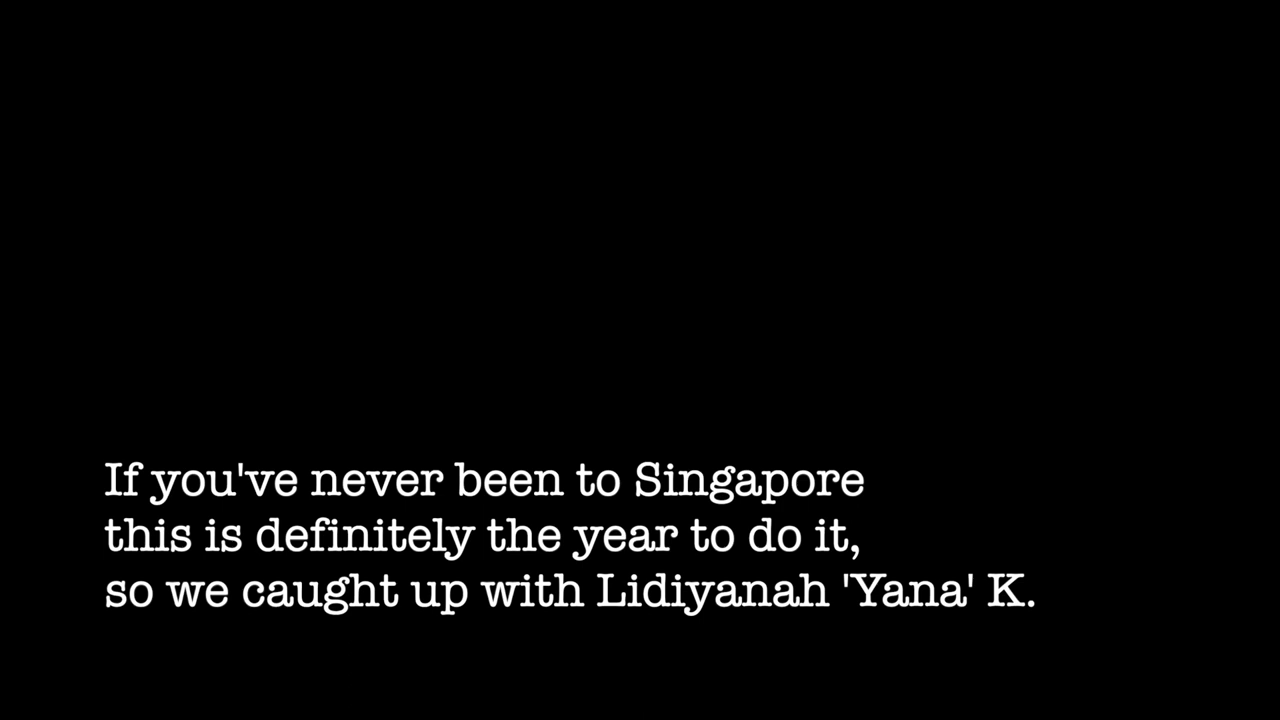 If you've never been to Singapore
this is definitely the year to do it,
so we caught up with Lidiyanah 'Yana' K.